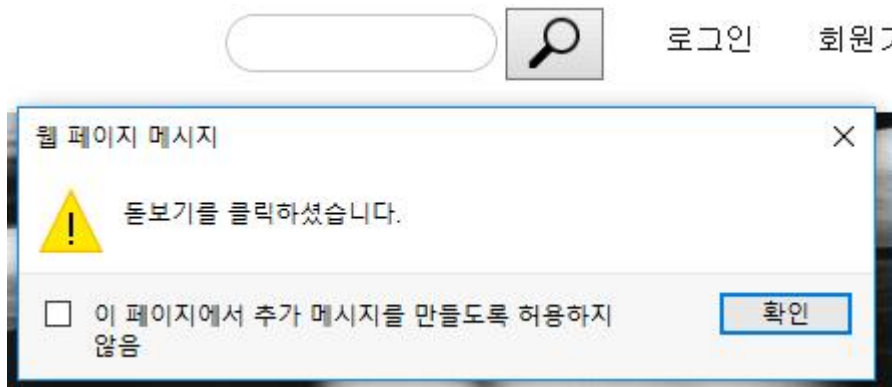 로그인 회원
웹 페이지 메시지
돋보기를 클릭하셨습니다.
이 페이지에서 추가 메시지를 만들도록 허용하지
않음
확인